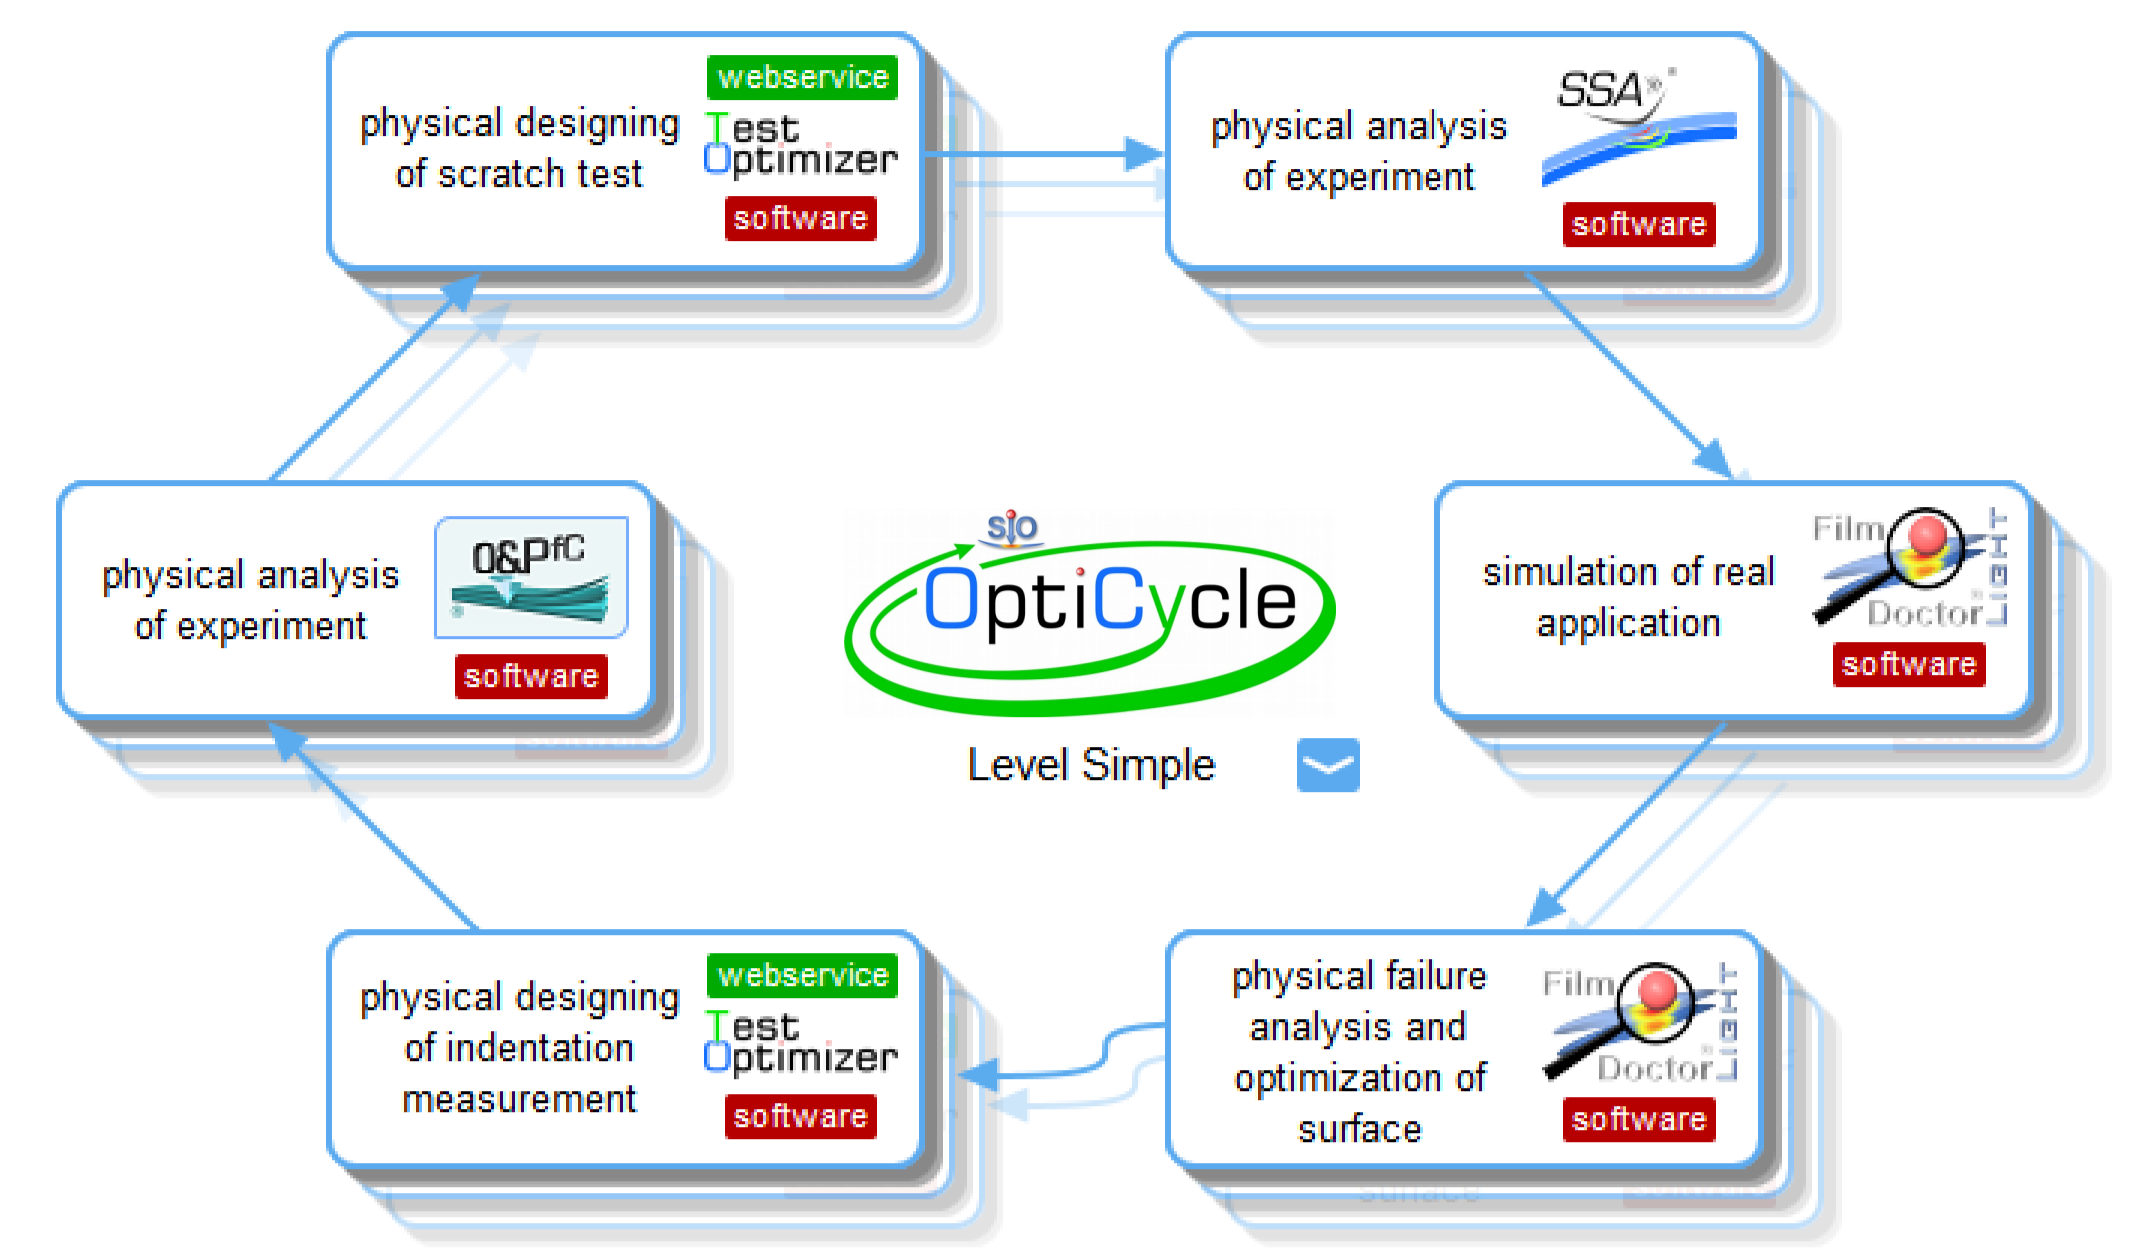 physical designing
of scratch test
webservice
Test
Optimizer
software
physical analysis
of experiment
SSA®
software
physical analysis
of experiment
O&PfC
®
software
SIO
OptiCycle
Level Simple
simulation of real
application
Film
Doctor®
LIGHT
software
physical designing
of indentation
measurement
webservice
Test
Optimizer
software
physical failure
analysis and
optimization of
surface
Film
Doctor®
LIGHT
software
surface